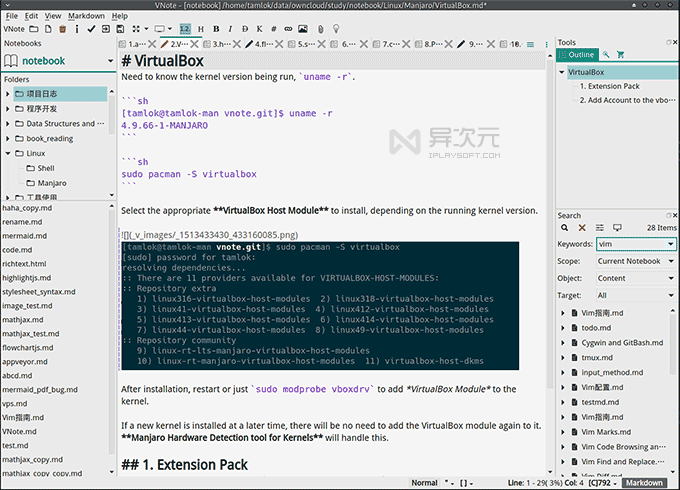 VNote - [notebook] /home/tamlok/data/owncloud/study/notebook/Linux/Manjaro/VirtualBox.md*
File Edit View Markdown Help
VNote
Notebooks
notebook
Folders
项目日志
程序开发
Data Structures and ···
book_reading
Linux
Shell
Manjaro
工具使用
haha_copy.md
rename.md
mermaid.md
code.md
richtext.html
highlightjs.md
stylesheet_syntax.md
image_test.md
mathjax.md
mathjax_test.md
flowchartjs.md
appveyor.md
abcd.md
mermaid_pdf_bug.md
vps.md
Vim指南.md
VNote.md
test.md
mathjax_copy.md
mathjax_copy_copy.md
1.a··· 2.V··· 3.h··· 4.fl··· 5.s··· 6.··· 7.c··· 8.P··· 9.··· 10.
# VirtualBox
Need to know the kernel version being run, `uname -r`.
```sh
[tamlok@tamlok-man vnote.git]$ uname -r
4.9.66-1-MANJARO
```
```sh
sudo pacman -S virtualbox
```
异次元
IPLAYSOFT.COM
Select the appropriate **VirtualBox Host Module** to install, depending on the running kernel version.
![](_v_images/_1513433430_433160085.png)
[tamlok@tamlok-man vnote.git]$ sudo pacman -S virtualbox
[sudo] password for tamlok:
resolving dependencies...
:: There are 11 providers available for VIRTUALBOX-HOST-MODULES:
:: Repository extra
1) linux316-virtualbox-host-modules 2) linux318-virtualbox-host-modules
3) linux41-virtualbox-host-modules 4) linux412-virtualbox-host-modules
5) linux413-virtualbox-host-modules 6) linux414-virtualbox-host-modules
7) linux44-virtualbox-host-modules 8) linux49-virtualbox-host-modules
:: Repository community
9) linux-rt-lts-manjaro-virtualbox-host-modules
10) linux-rt-manjaro-virtualbox-host-modules 11) virtualbox-host-dkms
After installation, restart or just `sudo modprobe vboxdrv` to add *VirtualBox Module* to the
kernel.
If a new kernel is installed at a later time, there will be no need to add the VirtualBox module again to it.
**Manjaro Hardware Detection tool for Kernels** will handle this.
## 1. Extension Pack
Tools
Outline
VirtualBox
1. Extension Pack
2. Add Account to the vbo···
Search
28 Items
Keywords: vim
Scope: Current Notebook
Object: Content
Target: All
Vim指南.md
todo.md
Cygwin and GitBash.md
tmux.md
input_method.md
Vim配置.md
testmd.md
Vim指南.md
Vim Marks.md
Vim Code Browsing an···
Vim Find and Replace.···
Vim Diff.md
Normal " · [ ] · Line: 1 - 29( 3%) Col: 4 [C]792 Markdown